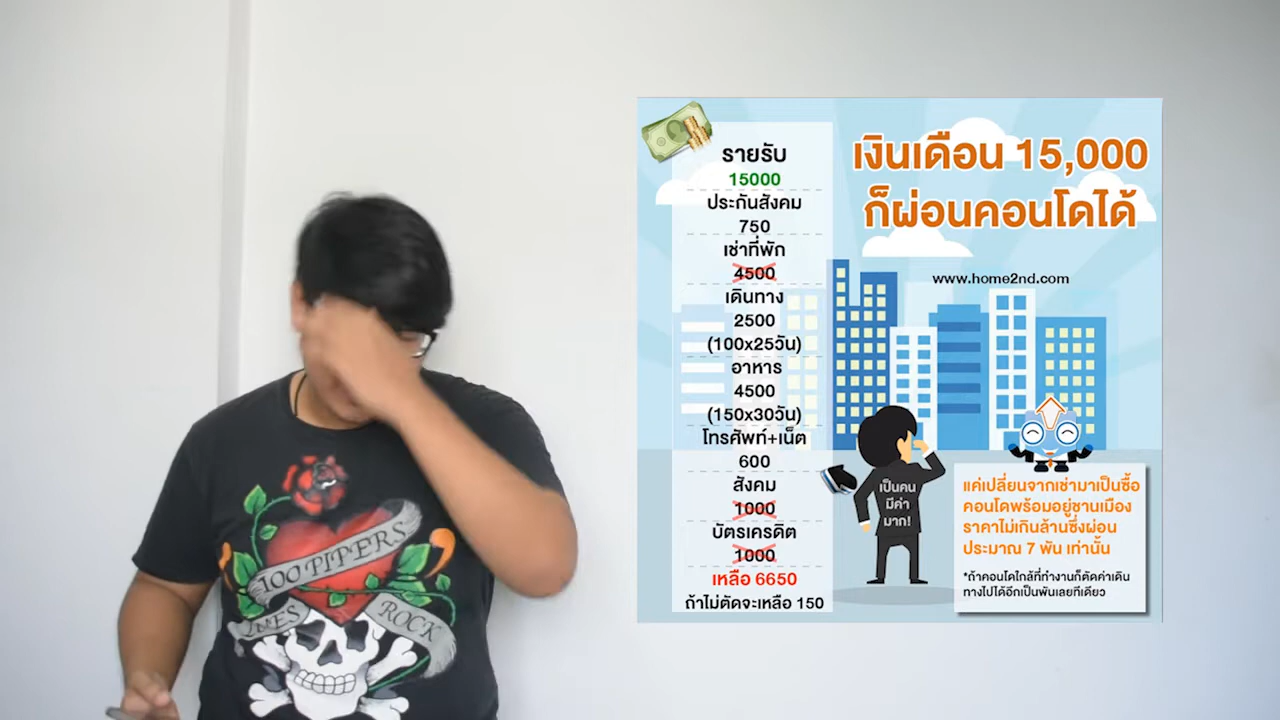 รายรับ
15000
ประกันสังคม
750
เช่าที่พัก
4500
เดินทาง
2500
(100x25วัน)
อาหาร
4500
(150x30วัน)
โทรศัพท์+เน็ต
600
สังคม
1000
บัตรเครดิต
1000
เหลือ 6650
ถ้าไม่ตัดจะเหลือ 150
เงินเดือน 15,000
ก็ผ่อนคอนโดได้
www.home2nd.com
เป็นคน
มีค่า
มาก!
แค่เปลี่ยนจากเช่ามาเป็นซื้อ
คอนโดพร้อมอยู่ชานเมือง
ราคาไม่เกินล้านซึ่งผ่อน
ประมาณ 7 พัน เท่านั้น
*ถ้าคอนโดใกล้ที่ทำงานก็ตัดค่าเดิน
ทางไปได้อีกเป็นพันเลยทีเดียว
100 PIPERS
ROCK